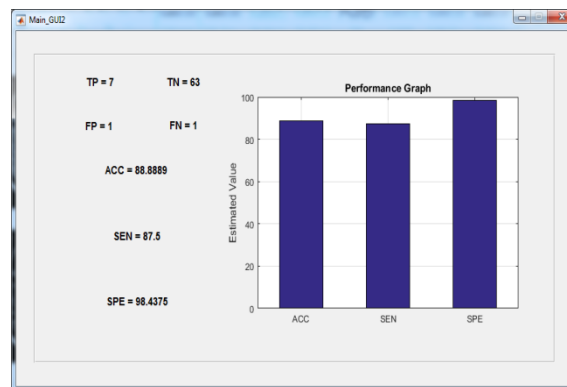 Main_GUI2
TP = 7
TN = 63
FP = 1
FN = 1
ACC = 88.8889
SEN = 87.5
SPE = 98.4375
Performance Graph
Estimated Value
100
80
60
40
20
0
ACC
SEN
SPE